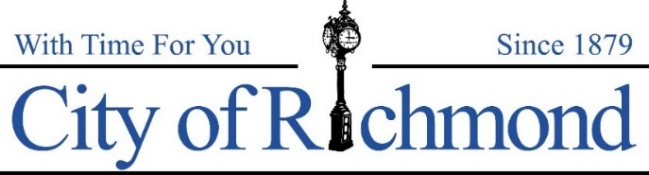 With Time For You
Since 1879
City of Richmond